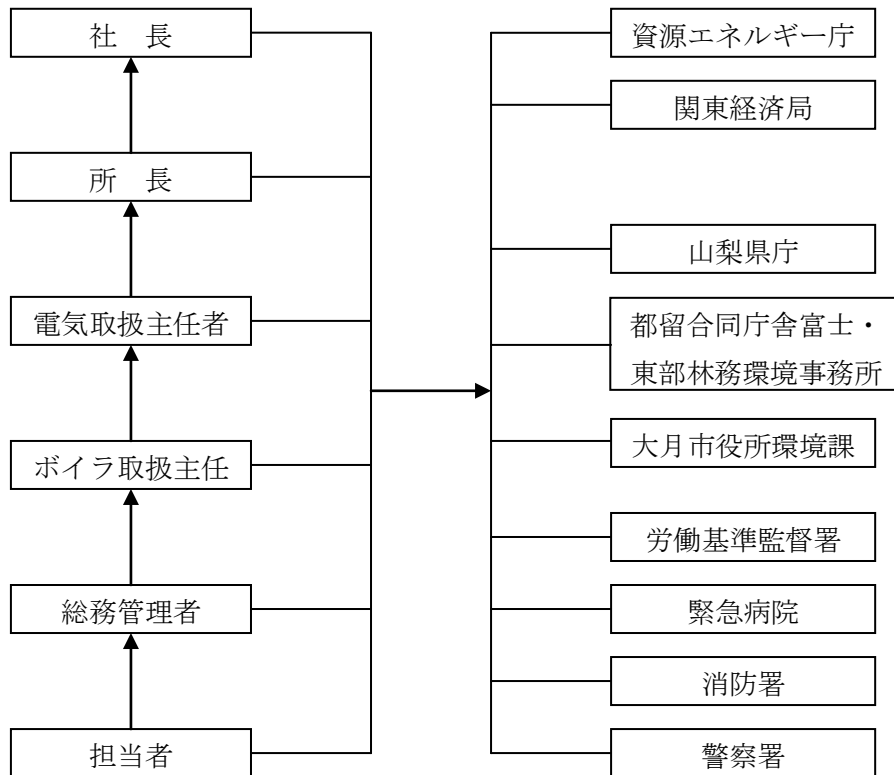 社　長
所　長
電気取扱主任者
ボイラ取扱主任
総務管理者
担当者
資源エネルギー庁
関東経済局
山梨県庁
都留合同庁舎富士・
東部林務環境事務所
大月市役所環境課
労働基準監督署
緊急病院
消防署
警察署